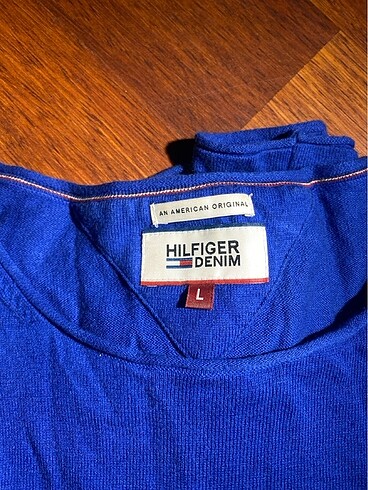 AN AMERICAN ORIGINAL
HILFIGER
DENIM
L